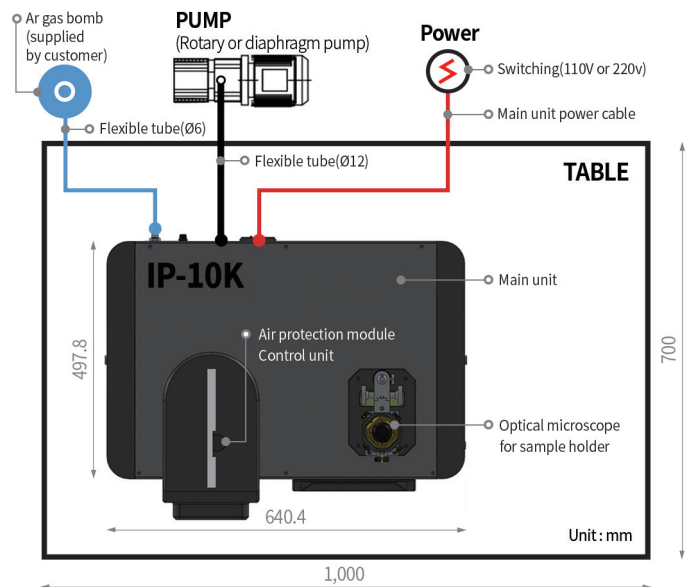 Ar gas bomb
(supplied
by customer)
PUMP
(Rotary or diaphragm pump)
Power
Switching(110V or 220v)
Main unit power cable
Flexible tube(Ø6)
Flexible tube(Ø12)
TABLE
IP-10K
Main unit
Air protection module
Control unit
497.8
700
Optical microscope
for sample holder
640.4
Unit : mm
1,000